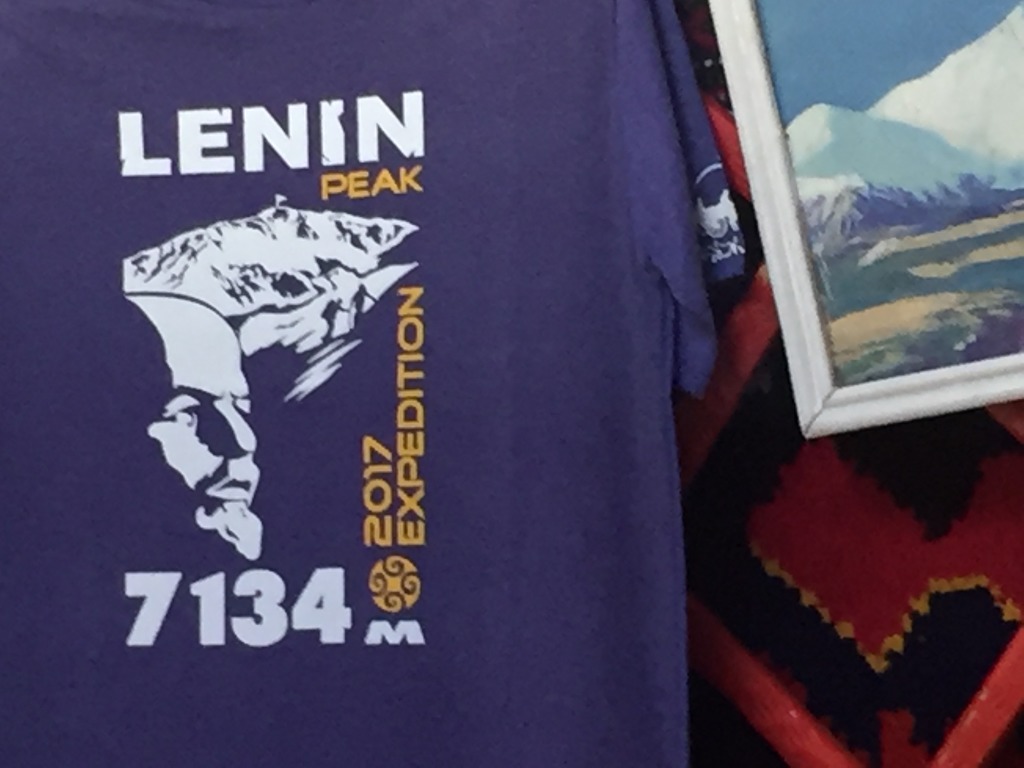 LENIN
PEAK
2017
EXPEDITION
7134 M